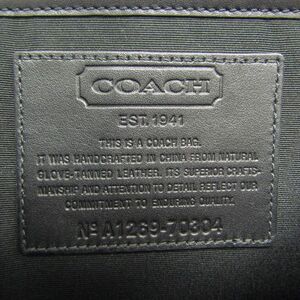 COACH
EST. 1941
THIS IS A COACH BAG.
IT WAS HANDCRAFTED IN CHINA FROM NATURAL
GLOVE-TANNED LEATHER. ITS SUPERIOR CRAFTS-
MANSHIP AND ATTENTION TO DETAIL REFLECT OUR
COMMITMENT TO ENDURING QUALITY.
Nº A1269-70304